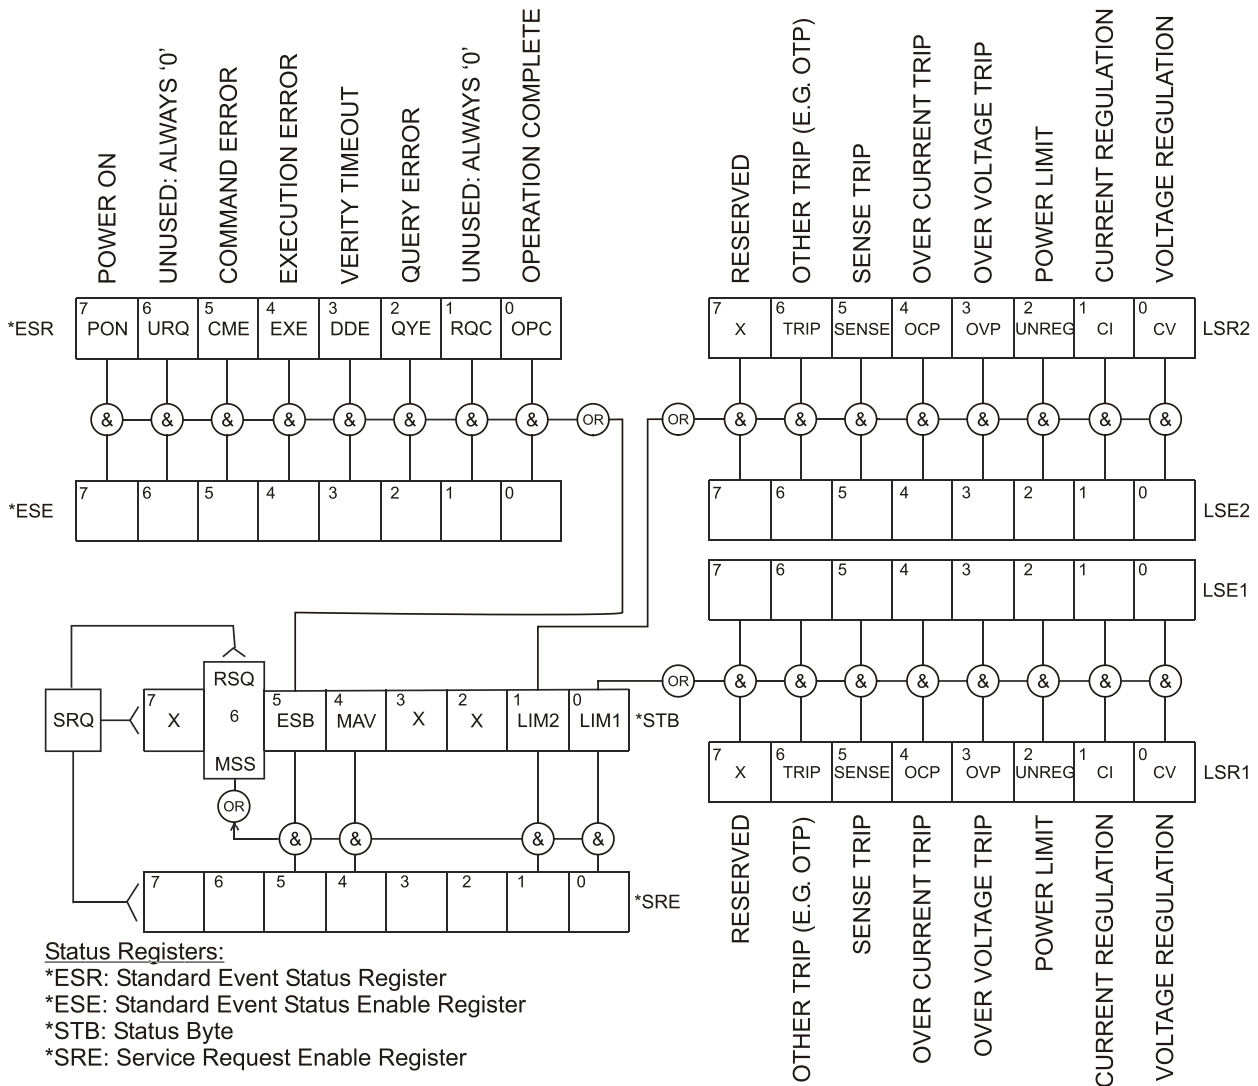 POWER ON
UNUSED: ALWAYS ‘0’
COMMAND ERROR
EXECUTION ERROR
VERITY TIMEOUT
QUERY ERROR
UNUSED: ALWAYS ‘0’
OPERATION COMPLETE
*ESR
7 PON
6 URQ
5 CME
4 EXE
3 DDE
2 QYE
1 RQC
0 OPC
& & & & & & & & OR
*ESE
7 6 5 4 3 2 1 0
RESERVED
OTHER TRIP (E.G. OTP)
SENSE TRIP
OVER CURRENT TRIP
OVER VOLTAGE TRIP
POWER LIMIT
CURRENT REGULATION
VOLTAGE REGULATION
7 X
6 TRIP
5 SENSE
4 OCP
3 OVP
2 UNREG
1 CI
0 CV
LSR2
OR & & & & & & & &
7 6 5 4 3 2 1 0
LSE2
7 6 5 4 3 2 1 0
LSE1
OR & & & & & & & &
7 X
6 TRIP
5 SENSE
4 OCP
3 OVP
2 UNREG
1 CI
0 CV
LSR1
RESERVED
OTHER TRIP (E.G. OTP)
SENSE TRIP
OVER CURRENT TRIP
OVER VOLTAGE TRIP
POWER LIMIT
CURRENT REGULATION
VOLTAGE REGULATION
SRQ
7 X
RSQ
6
MSS
5 ESB
4 MAV
3 X
2 X
1 LIM2
0 LIM1
*STB
OR
& & & &
7 6 5 4 3 2 1 0
*SRE
Status Registers:
*ESR: Standard Event Status Register
*ESE: Standard Event Status Enable Register
*STB: Status Byte
*SRE: Service Request Enable Register